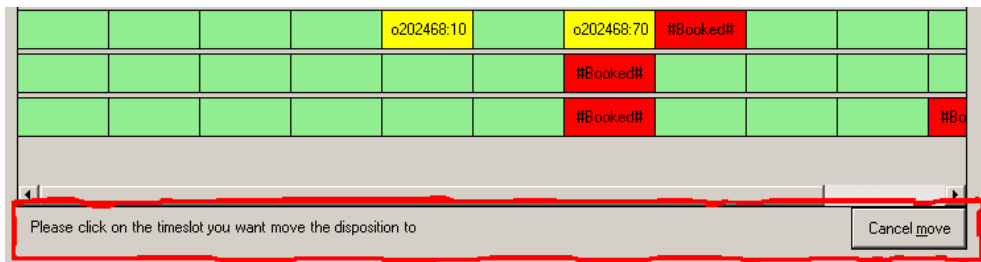 o202468:10 o202468:70 #Booked#
#Booked#
#Booked# #Bo
Please click on the timeslot you want move the disposition to Cancel move